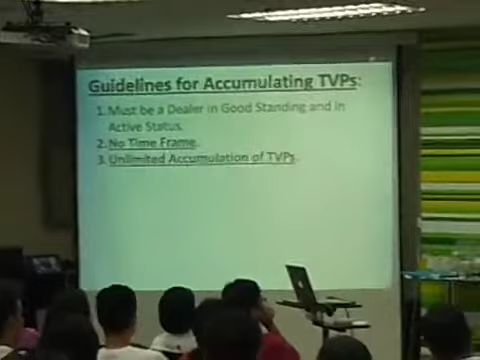 Guidelines for Accumulating TVPs:
1. Must be a Dealer in Good Standing and in
Active Status.
2. No Time Frame.
3. Unlimited Accumulation of TVPs.